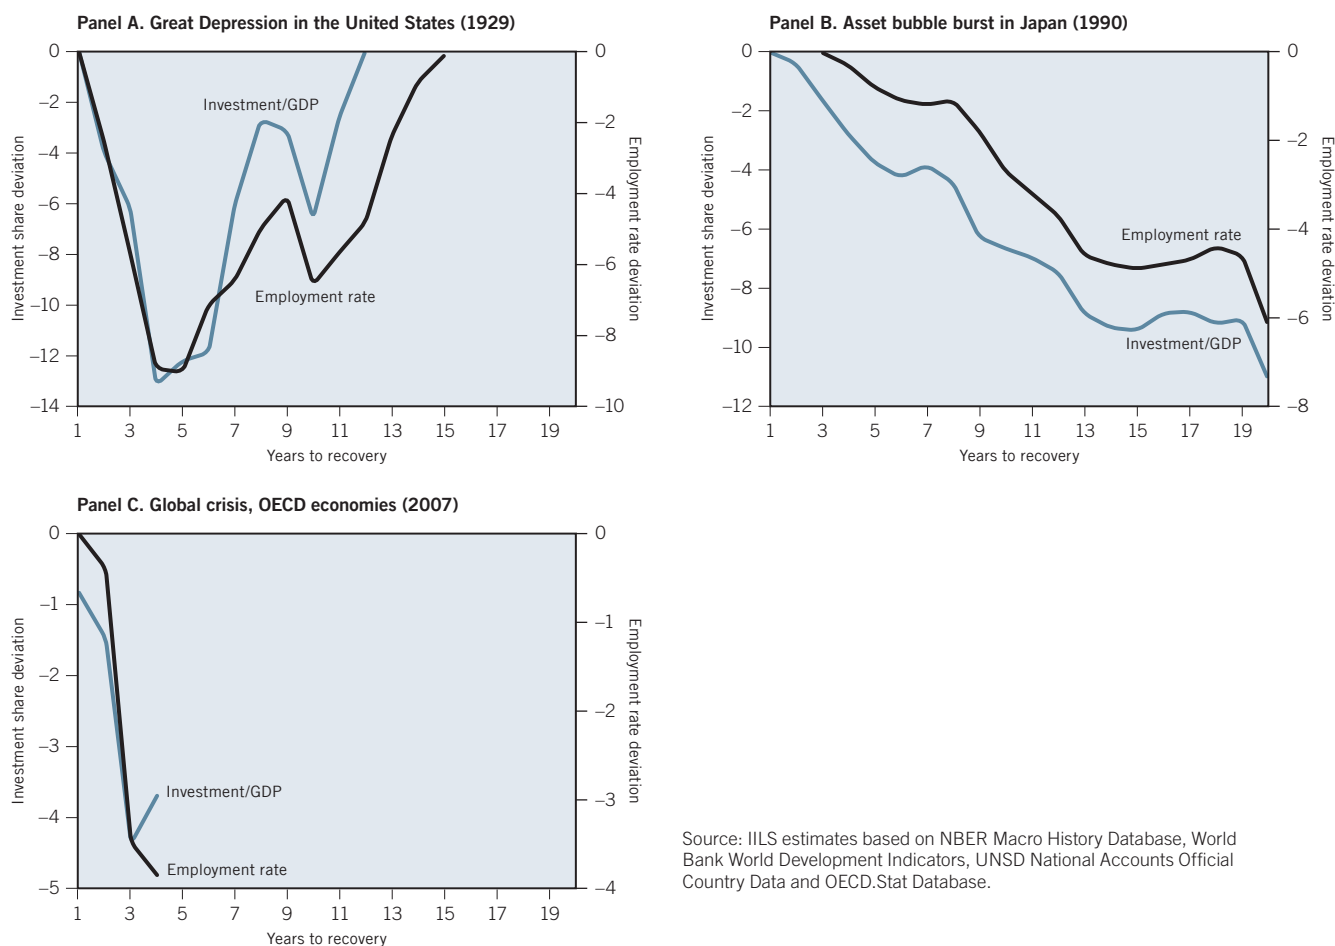 Panel A. Great Depression in the United States (1929)
0
–2
–4
–6
–8
–10
–12
–14
Investment share deviation
0
–2
–4
–6
–8
–10
Employment rate deviation
Investment/GDP
Employment rate
1 3 5 7 9 11 13 15 17 19
Years to recovery
Panel B. Asset bubble burst in Japan (1990)
0
–2
–4
–6
–8
–10
–12
Investment share deviation
0
–2
–4
–6
–8
Employment rate deviation
Employment rate
Investment/GDP
1 3 5 7 9 11 13 15 17 19
Years to recovery
Panel C. Global crisis, OECD economies (2007)
0
–1
–2
–3
–4
–5
Investment share deviation
0
–1
–2
–3
–4
Employment rate deviation
Investment/GDP
Employment rate
1 3 5 7 9 11 13 15 17 19
Years to recovery
Source: IILS estimates based on NBER Macro History Database, World
Bank World Development Indicators, UNSD National Accounts Official
Country Data and OECD.Stat Database.